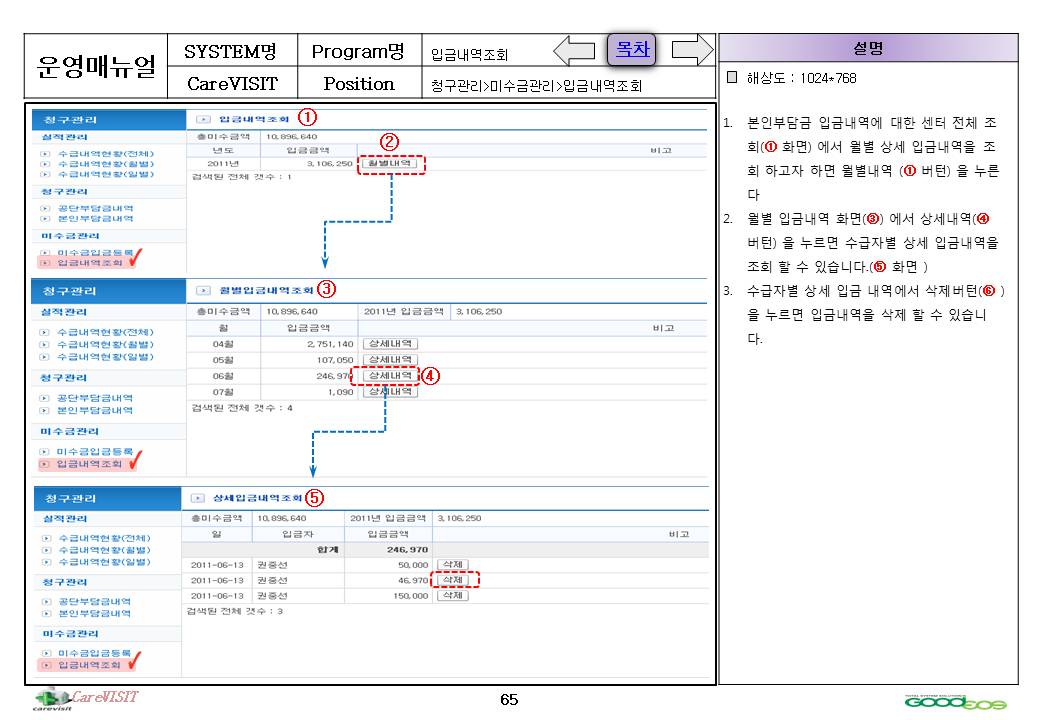 운영매뉴얼
SYSTEM명
Program명
입금내역조회
목차
CareVISIT
Position
청구관리>미수금관리>입금내역조회
설명
해상도 : 1024*768
1. 본인부담금 입금내역에 대한 센터 전체 조
회(① 화면) 에서 월별 상세 입금내역을 조
회 하고자 하면 월별내역 (① 버턴) 을 누른
다
2. 월별 입금내역 화면(③) 에서 상세내역(④
버턴) 을 누르면 수급자별 상세 입금내역을
조회 할 수 있습니다.(⑤ 화면 )
3. 수급자별 상세 입금 내역에서 삭제버턴(⑥ )
을 누르면 입금내역을 삭제 할 수 있습니
다.
청구관리
실적관리
수급내역현황(전체)
수급내역현황(월별)
수급내역현황(일별)
청구관리
공단부담금내역
본인부담금내역
미수금관리
미수금입금등록
입금내역조회
입금내역조회 ①
총미수금액 10,896,640
②
년도 입금금액 비고
2011년 3,106,250 월별내역
검색된 전체 갯수 : 1
청구관리
실적관리
수급내역현황(전체)
수급내역현황(월별)
수급내역현황(일별)
청구관리
공단부담금내역
본인부담금내역
미수금관리
미수금입금등록
입금내역조회
월별입금내역조회 ③
총미수금액 10,896,640 2011년 입금금액 3,106,250
월 입금금액 비고
04월 2,751,140 상세내역
05월 107,050 상세내역
06월 246,970 상세내역 ④
07월 1,090 상세내역
검색된 전체 갯수 : 4
청구관리
실적관리
수급내역현황(전체)
수급내역현황(월별)
수급내역현황(일별)
청구관리
공단부담금내역
본인부담금내역
미수금관리
미수금입금등록
입금내역조회
상세입금내역조회 ⑤
총미수금액 10,896,640 2011년 입금금액 3,106,250
일 입금자 입금금액 비고
합계 246,970
2011-06-13 권중선 50,000 삭제
2011-06-13 권중선 46,970 삭제
2011-06-13 권중선 150,000 삭제
검색된 전체 갯수 : 3
carevisit
CareVISIT
65
TOTAL SYSTEM SOLUTION
GOODEOS